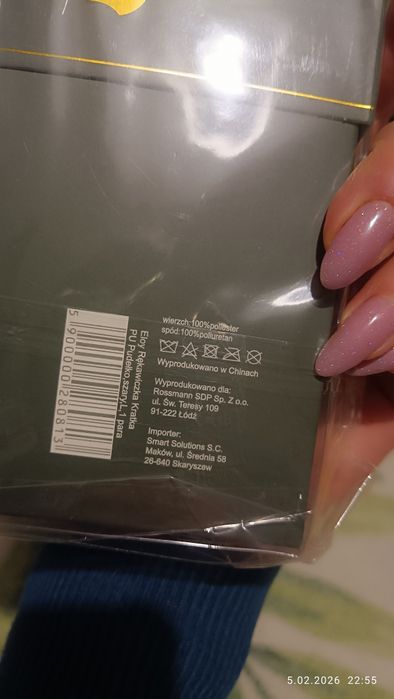 wierzch:100%poliester
spód:100%poliuretan
Wyprodukowano w Chinach
Wyprodukowano dla:
Rossmann SDP Sp. Z o.o.
ul. Św. Teresy 109
91-222 Łódź
Importer:
Smart Solutions S.C.
Maków, ul. Średnia 58
26-640 Skaryszew
Eloy Rękawiczka Kratka
PU Pudełko,szary,L,1 para
5 900000 280813
5.02.2026 22:55